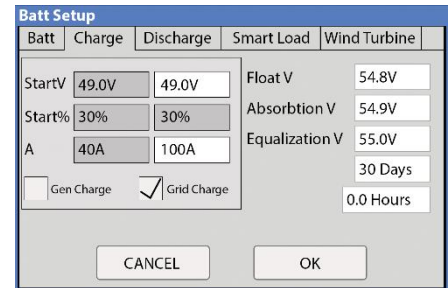 Batt Setup
Batt Charge Discharge Smart Load Wind Turbine
StartV 49.0V 49.0V Float V 54.8V
Start% 30% 30% Absorbtion V 54.9V
A 40A 100A Equalization V 55.0V
30 Days
Gen Charge Grid Charge 0.0 Hours
CANCEL OK